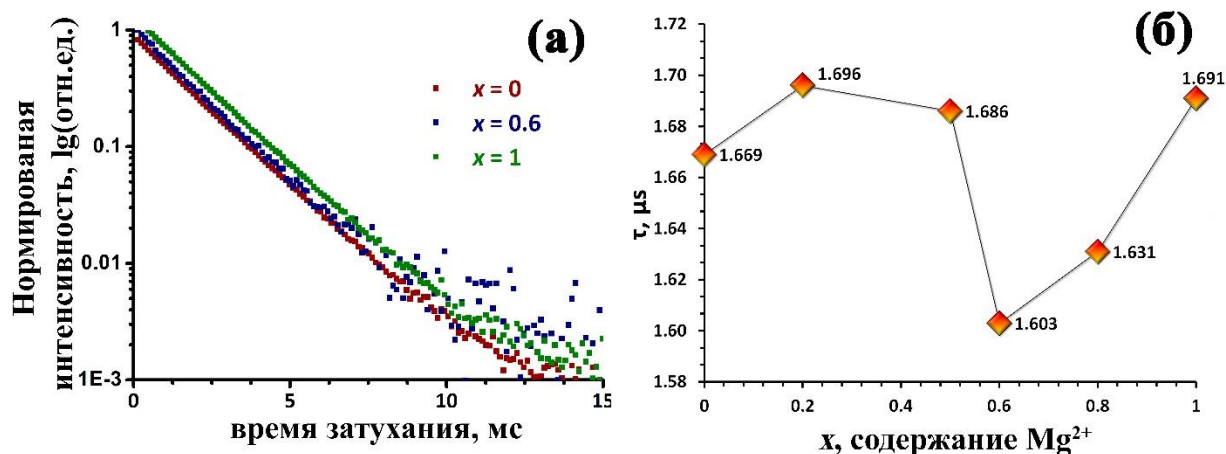 (а)
Нормированая
интенсивность, lg(отн.ед.)
1
0.1
0.01
1E-3
x = 0
x = 0.6
x = 1
0
5
10
15
время затухания, мс
(б)
τ, µs
1.72
1.70
1.68
1.66
1.64
1.62
1.60
1.58
1.669
1.696
1.686
1.603
1.631
1.691
0
0.2
0.4
0.6
0.8
1
x, содержание Mg²⁺